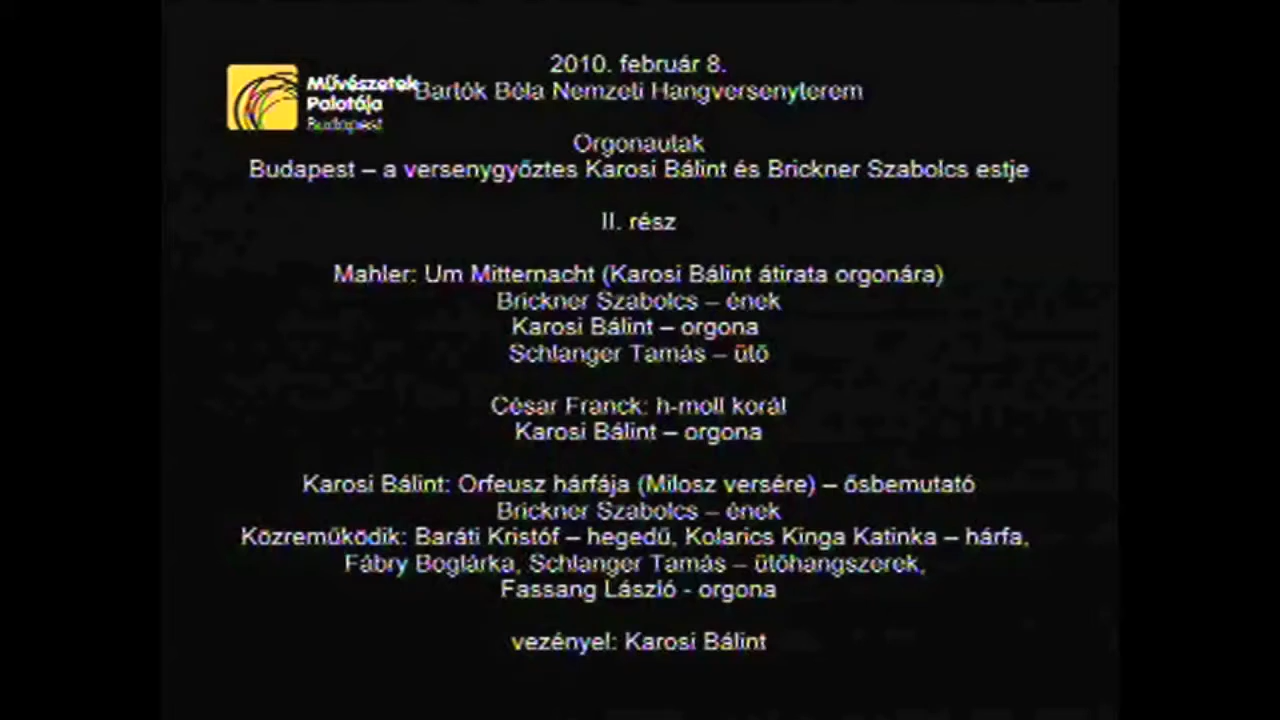 2010. február 8.
Művészetek
Palotája
Budapest
Bartók Béla Nemzeti Hangversenyterem
Orgonauták
Budapest – a versenygyőztes Karosi Bálint és Brickner Szabolcs estje
II. rész
Mahler: Um Mitternacht (Karosi Bálint átirata orgonára)
Brickner Szabolcs – ének
Karosi Bálint – orgona
Schlanger Tamás – ütő
César Franck: h-moll korál
Karosi Bálint – orgona
Karosi Bálint: Orfeusz hárfája (Milosz versére) – ősbemutató
Brickner Szabolcs – ének
Közreműködik: Baráti Kristóf – hegedű, Kolarics Kinga Katinka – hárfa,
Fábry Boglárka, Schlanger Tamás – ütőhangszerek,
Fassang László - orgona
vezényel: Karosi Bálint